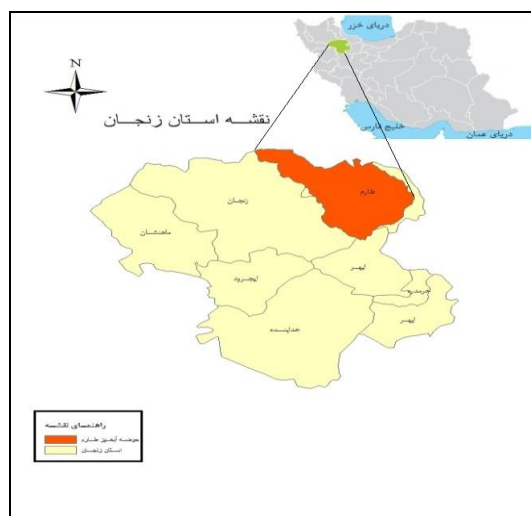 دریای خزر
خلیج فارس
دریای عمان
N
نقشه استان زنجان
طارم
زنجان
ماهنشان
ابهر
ایجرود
خرمدره
ابهر
خدابنده
راهنمای نقشه
حوضه آبخیز طارم
استان زنجان